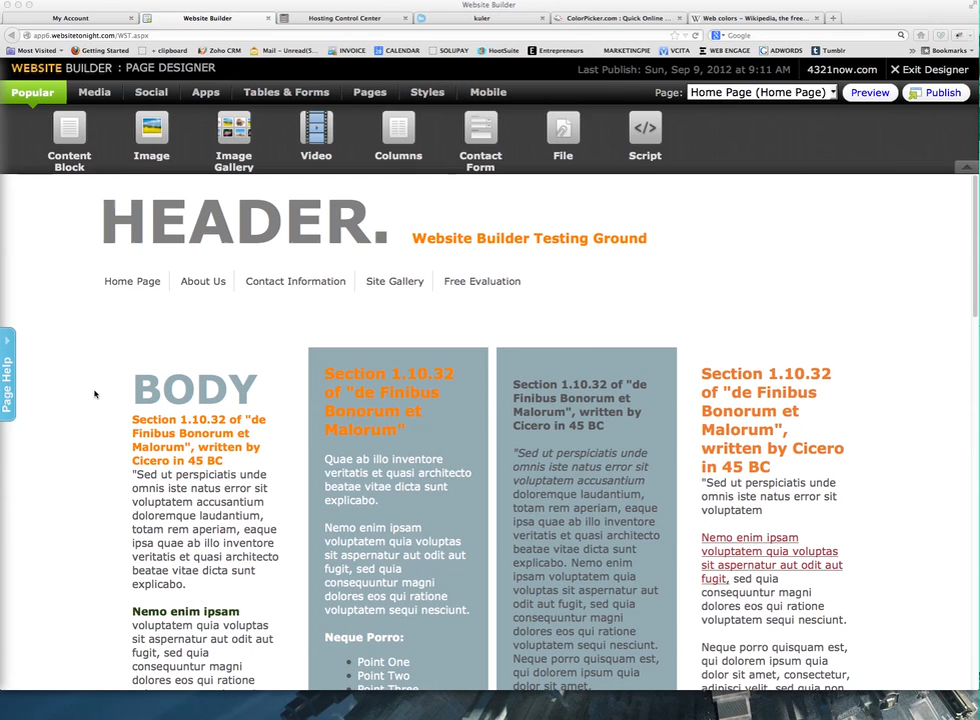 Website Builder
My Account
Website Builder
Hosting Control Center
kuler
ColorPicker.com : Quick Online ...
Web colors – Wikipedia, the free...
app6.websitetonight.com/WST.aspx
Google
Most Visited
Getting Started
+ clipboard
Zoho CRM
Mail – Unread(5...
INVOICE
CALENDAR
SOLUPAY
HootSuite
Entrepreneurs
MARKETINGPIE
VCITA
WEB ENGAGE
ADWORDS
Tumblr
»
Bookmarks
WEBSITE BUILDER : PAGE DESIGNER
Last Publish: Sun, Sep 9, 2012 at 9:11 AM
4321now.com
X Exit Designer
Popular
Media
Social
Apps
Tables & Forms
Pages
Styles
Mobile
Page:
Home Page (Home Page)
Preview
Publish
Content
Block
Image
Image
Gallery
Video
Columns
Contact
Form
File
</>
Script
HEADER.
Website Builder Testing Ground
Home Page
About Us
Contact Information
Site Gallery
Free Evaluation
Page Help
BODY
Section 1.10.32 of "de
Finibus Bonorum et
Malorum", written by
Cicero in 45 BC
"Sed ut perspiciatis unde
omnis iste natus error sit
voluptatem accusantium
doloremque laudantium,
totam rem aperiam, eaque
ipsa quae ab illo inventore
veritatis et quasi architecto
beatae vitae dicta sunt
explicabo.
Nemo enim ipsam
voluptatem quia voluptas
sit aspernatur aut odit aut
fugit, sed quia
consequuntur magni
dolores eos qui ratione
Section 1.10.32
of "de Finibus
Bonorum et
Malorum"
Quae ab illo inventore
veritatis et quasi architecto
beatae vitae dicta sunt
explicabo.
Nemo enim ipsam
voluptatem quia voluptas
sit aspernatur aut odit aut
fugit, sed quia
consequuntur magni
dolores eos qui ratione
voluptatem sequi nesciunt.
Neque Porro:
• Point One
• Point Two
• Point Three
Section 1.10.32 of "de
Finibus Bonorum et
Malorum", written by
Cicero in 45 BC
"Sed ut perspiciatis unde
omnis iste natus error sit
voluptatem accusantium
doloremque laudantium,
totam rem aperiam, eaque
ipsa quae ab illo inventore
veritatis et quasi architecto
beatae vitae dicta sunt
explicabo. Nemo enim
ipsam voluptatem quia
voluptas sit aspernatur aut
odit aut fugit, sed quia
consequuntur magni
dolores eos qui ratione
voluptatem sequi nesciunt.
Neque porro quisquam est,
qui dolorem ipsum quia
dolor sit amet,
Section 1.10.32
of "de Finibus
Bonorum et
Malorum",
written by Cicero
in 45 BC
"Sed ut perspiciatis unde
omnis iste natus error sit
voluptatem
Nemo enim ipsam
voluptatem quia voluptas
sit aspernatur aut odit aut
fugit, sed quia
consequuntur magni
dolores eos qui ratione
voluptatem sequi nesciunt.
Neque porro quisquam est,
qui dolorem ipsum quia
dolor sit amet, consectetur,
adipisci velit, sed quia non